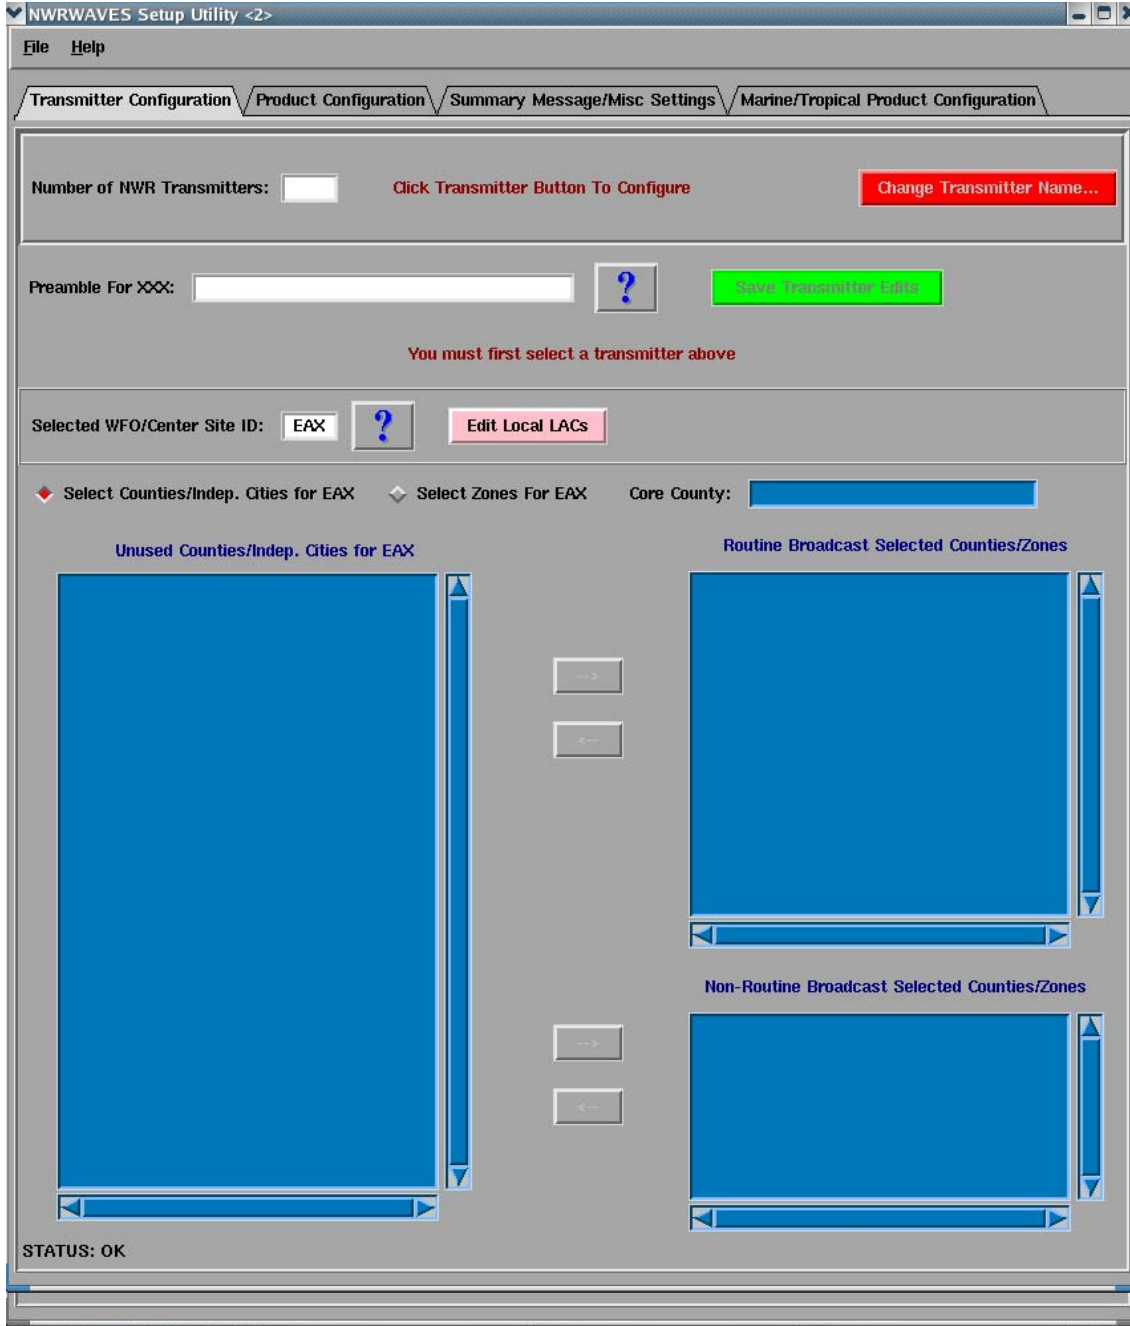 NWRWAVES Setup Utility <2>
File Help
Transmitter Configuration Product Configuration Summary Message/Misc Settings Marine/Tropical Product Configuration
Number of NWR Transmitters: Click Transmitter Button To Configure Change Transmitter Name...
Preamble For XXX: ? Save Transmitter Edits
You must first select a transmitter above
Selected WFO/Center Site ID: EAX ? Edit Local LACs
Select Counties/Indep. Cities for EAX Select Zones For EAX Core County:
Unused Counties/Indep. Cities for EAX Routine Broadcast Selected Counties/Zones
-->
<--
Non-Routine Broadcast Selected Counties/Zones
-->
<--
STATUS: OK